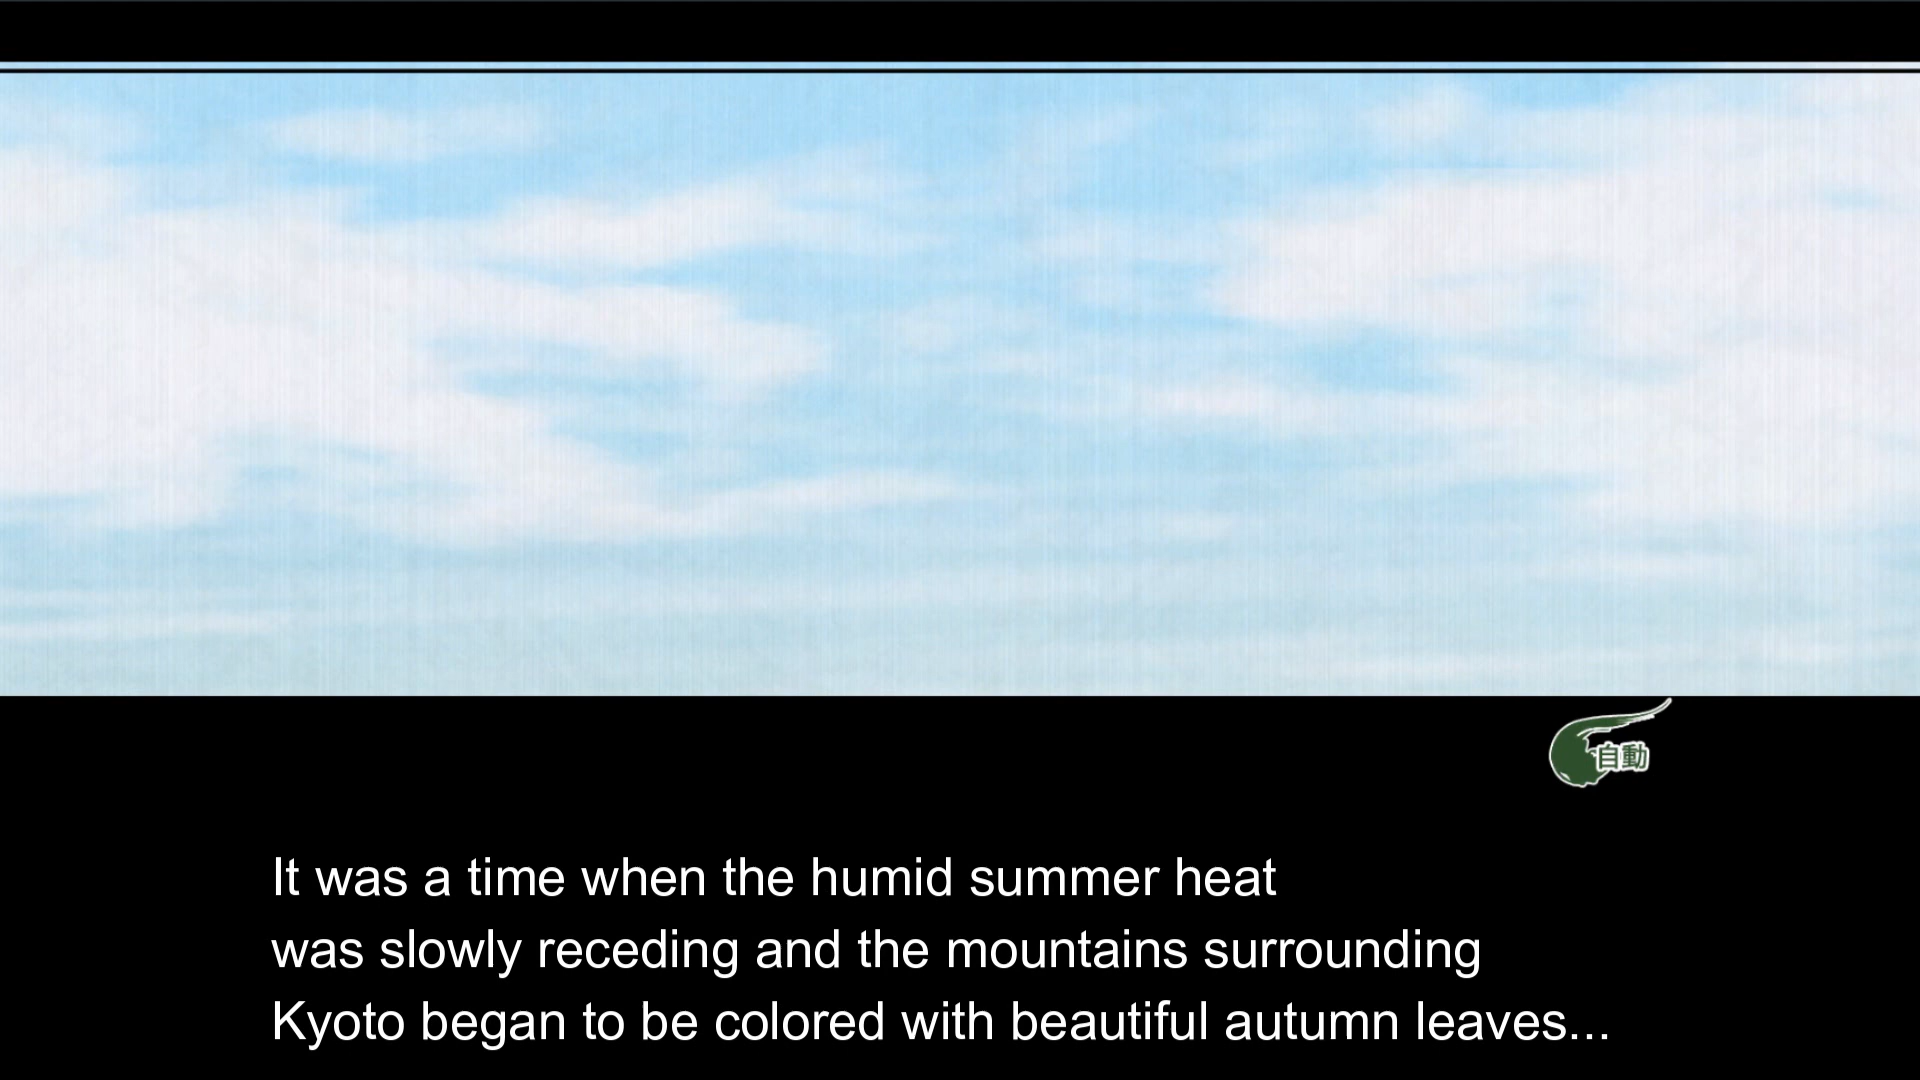 自動
It was a time when the humid summer heat
was slowly receding and the mountains surrounding
Kyoto began to be colored with beautiful autumn leaves...